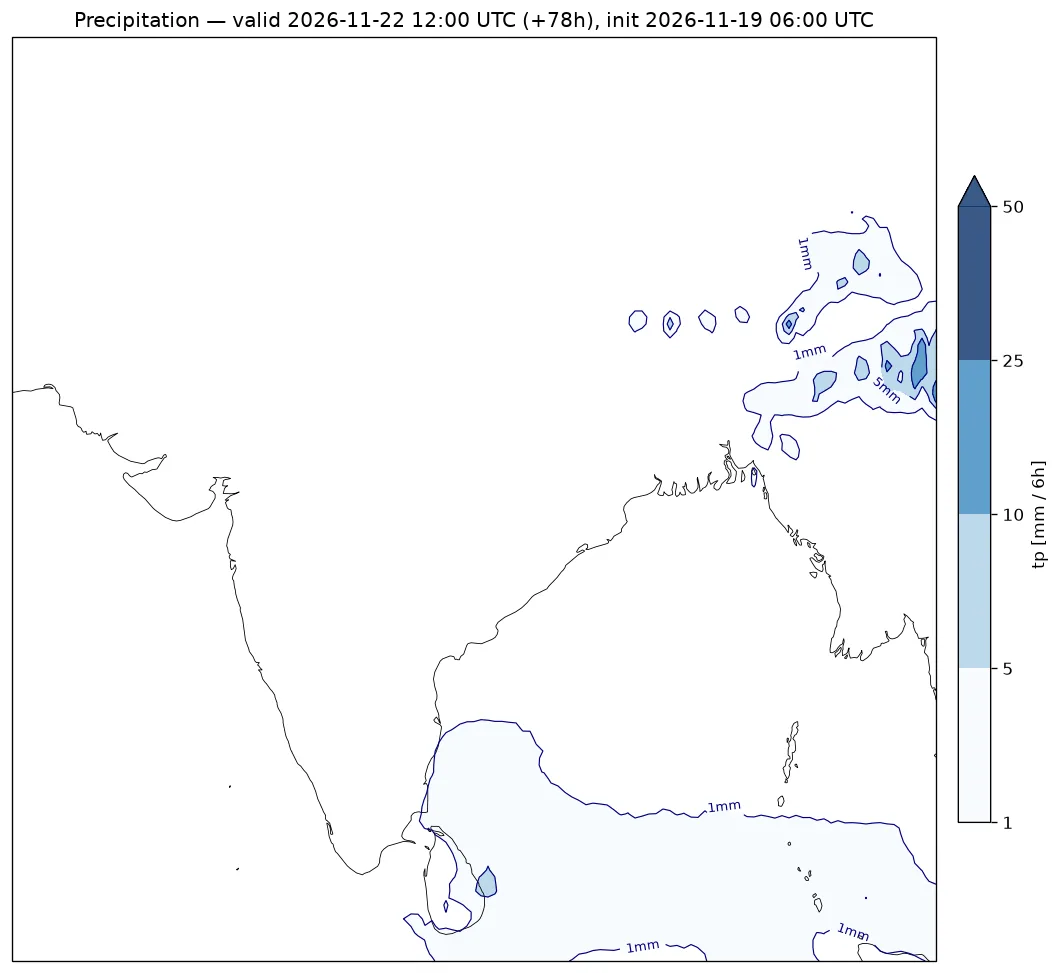 Precipitation — valid 2026-11-22 12:00 UTC (+78h), init 2026-11-19 06:00 UTC
50
1mm
1mm
25
5mm
tp [mm / 6h]
10
5
1mm
1
1mm
1mm